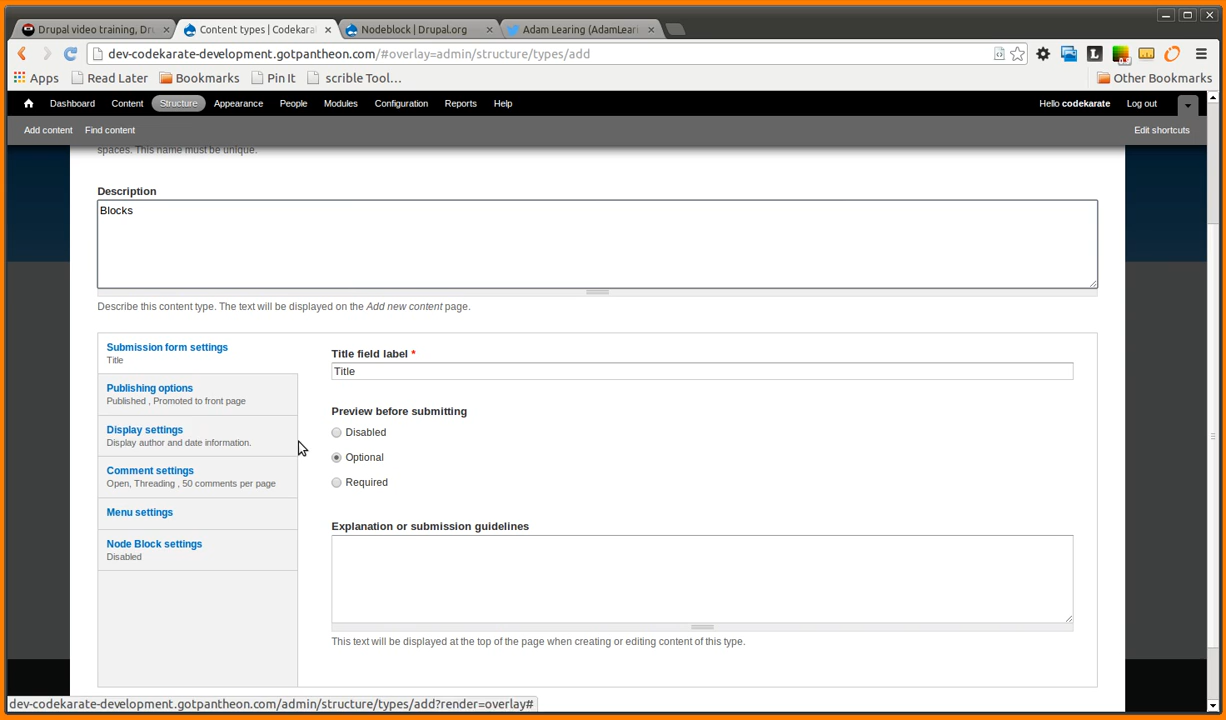 Drupal video training, Dru
Content types | Codekarat
Nodeblock | Drupal.org
Adam Learing (AdamLeari
dev-codekarate-development.gotpantheon.com/#overlay=admin/structure/types/add
Apps Read Later Bookmarks Pin It scrible Tool... Other Bookmarks
Dashboard Content Structure Appearance People Modules Configuration Reports Help Hello codekarate Log out
Add content Find content Edit shortcuts
spaces. This name must be unique.
Description
Blocks
Describe this content type. The text will be displayed on the Add new content page.
Submission form settings
Title
Publishing options
Published , Promoted to front page
Display settings
Display author and date information.
Comment settings
Open, Threading , 50 comments per page
Menu settings
Node Block settings
Disabled
Title field label *
Title
Preview before submitting
Disabled
Optional
Required
Explanation or submission guidelines
This text will be displayed at the top of the page when creating or editing content of this type.
dev-codekarate-development.gotpantheon.com/admin/structure/types/add?render=overlay#